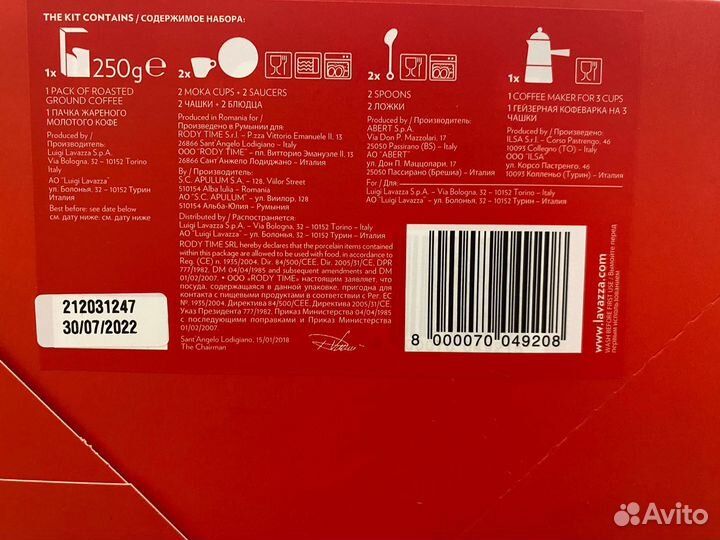 THE KIT CONTAINS / СОДЕРЖИМОЕ НАБОРА:
1x 250g℮
1 PACK OF ROASTED
GROUND COFFEE
1 ПАЧКА ЖАРЕНОГО
МОЛОТОГО КОФЕ
Produced by /
Произведено:
Luigi Lavazza S.p.A.
Via Bologna, 32 – 10152 Torino
Italy
АО "Luigi Lavazza"
ул. Болонья, 32 – 10152 Турин
Италия
Best before: see date below
см. дату ниже: см. дату ниже
212031247
30/07/2022
2x
2 MOKA CUPS + 2 SAUCERS
2 ЧАШКИ + 2 БЛЮДЦА
Produced in Romania for /
Произведено в Румынии для:
RODY TIME S.r.l. – P.zza Vittorio Emanuele II, 13
26866 Sant'Angelo Lodigiano – Italy
ООО "RODY TIME" – пл. Витторио Эмануэле II, 13
26866 Сант Анжело Лодиджано – Италия
By / Производитель:
S.C. APULUM S.A. – 128, Viilor Street
510154 Alba Iulia – Romania
АО "S.C. APULUM" – ул. Виилор, 128
510154 Альба-Юлия – Румыния
Distributed by / Распространяется:
Luigi Lavazza S.p.A. – Via Bologna, 32 – 10152 Torino – Italy
АО "Luigi Lavazza" – ул. Болонья, 32 – 10152 Турин – Италия
RODY TIME SRL hereby declares that the porcelain items contained
within this package are allowed to be used with food, in accordance to
Reg. (CE) n. 1935/2004. Dir. 84/500/CEE. Dir. 2005/31/CE. DPR
777/1982, DM 04/04/1985 and subsequent amendments and DM
01/02/2007. • ООО «RODY TIME» заявляет, что
посуда, содержащаяся в данной упаковке, пригодна для
контакта с пищевыми продуктами в соответствии с Рег. ЕС
№. 1935/2004, Директива 84/500/CEE, Директива 2005/31/CE,
Указ Президента 777/1982, Приказ Министерства 04/04/1985
с последующими поправками и Приказ Министерства
01/02/2007.
Sant'Angelo Lodigiano, 15/01/2018
The Chairman
2x
2 SPOONS
2 ЛОЖКИ
Produced by / Производитель:
ABERT S.p.A.
Via Don P. Mazzolari, 17
25050 Passirano (BS) – Italy
АО "ABERT"
ул. Дон П. Маццолари, 17
25050 Пассирано (Брешиа) – Италия
For / Для:
Luigi Lavazza S.p.A. – Via Bologna, 32 – 10152 Torino – Italy
АО "Luigi Lavazza" – ул. Болонья, 32 – 10152 Турин – Италия
1x
1 COFFEE MAKER FOR 3 CUPS
1 ГЕЙЗЕРНАЯ КОФЕВАРКА НА 3
ЧАШКИ
Produced by / Производитель:
ILSA S.r.l. – Corso Pastrengo, 46
10093 Collegno (TO) – Italy
ООО "ILSA"
ул. Корсо Пастренго, 46
10093 Колленьо (Турин) – Италия
8 000070 049208
www.lavazza.com
WASH BEFORE FIRST USE / Вымойте перед
первым использованием
Avito